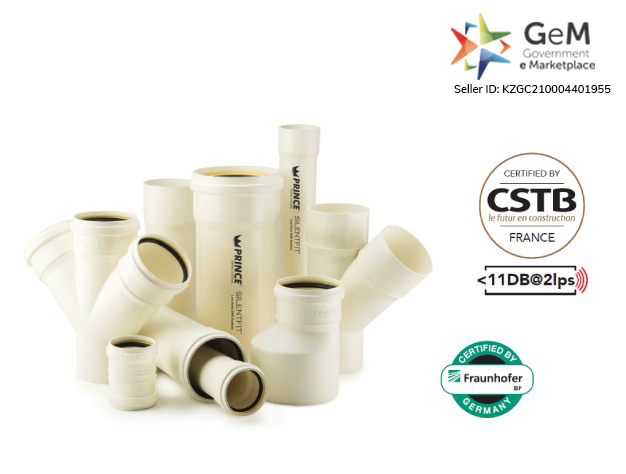 GeM
Government
e Marketplace
Seller ID: KZGC210004401955
PRINCE
SILENTFIT
PRINCE
SILENTFIT
CERTIFIED BY
CSTB
le futur en construction
FRANCE
<11DB@2lps
CERTIFIED BY
Fraunhofer
IBP
GERMANY